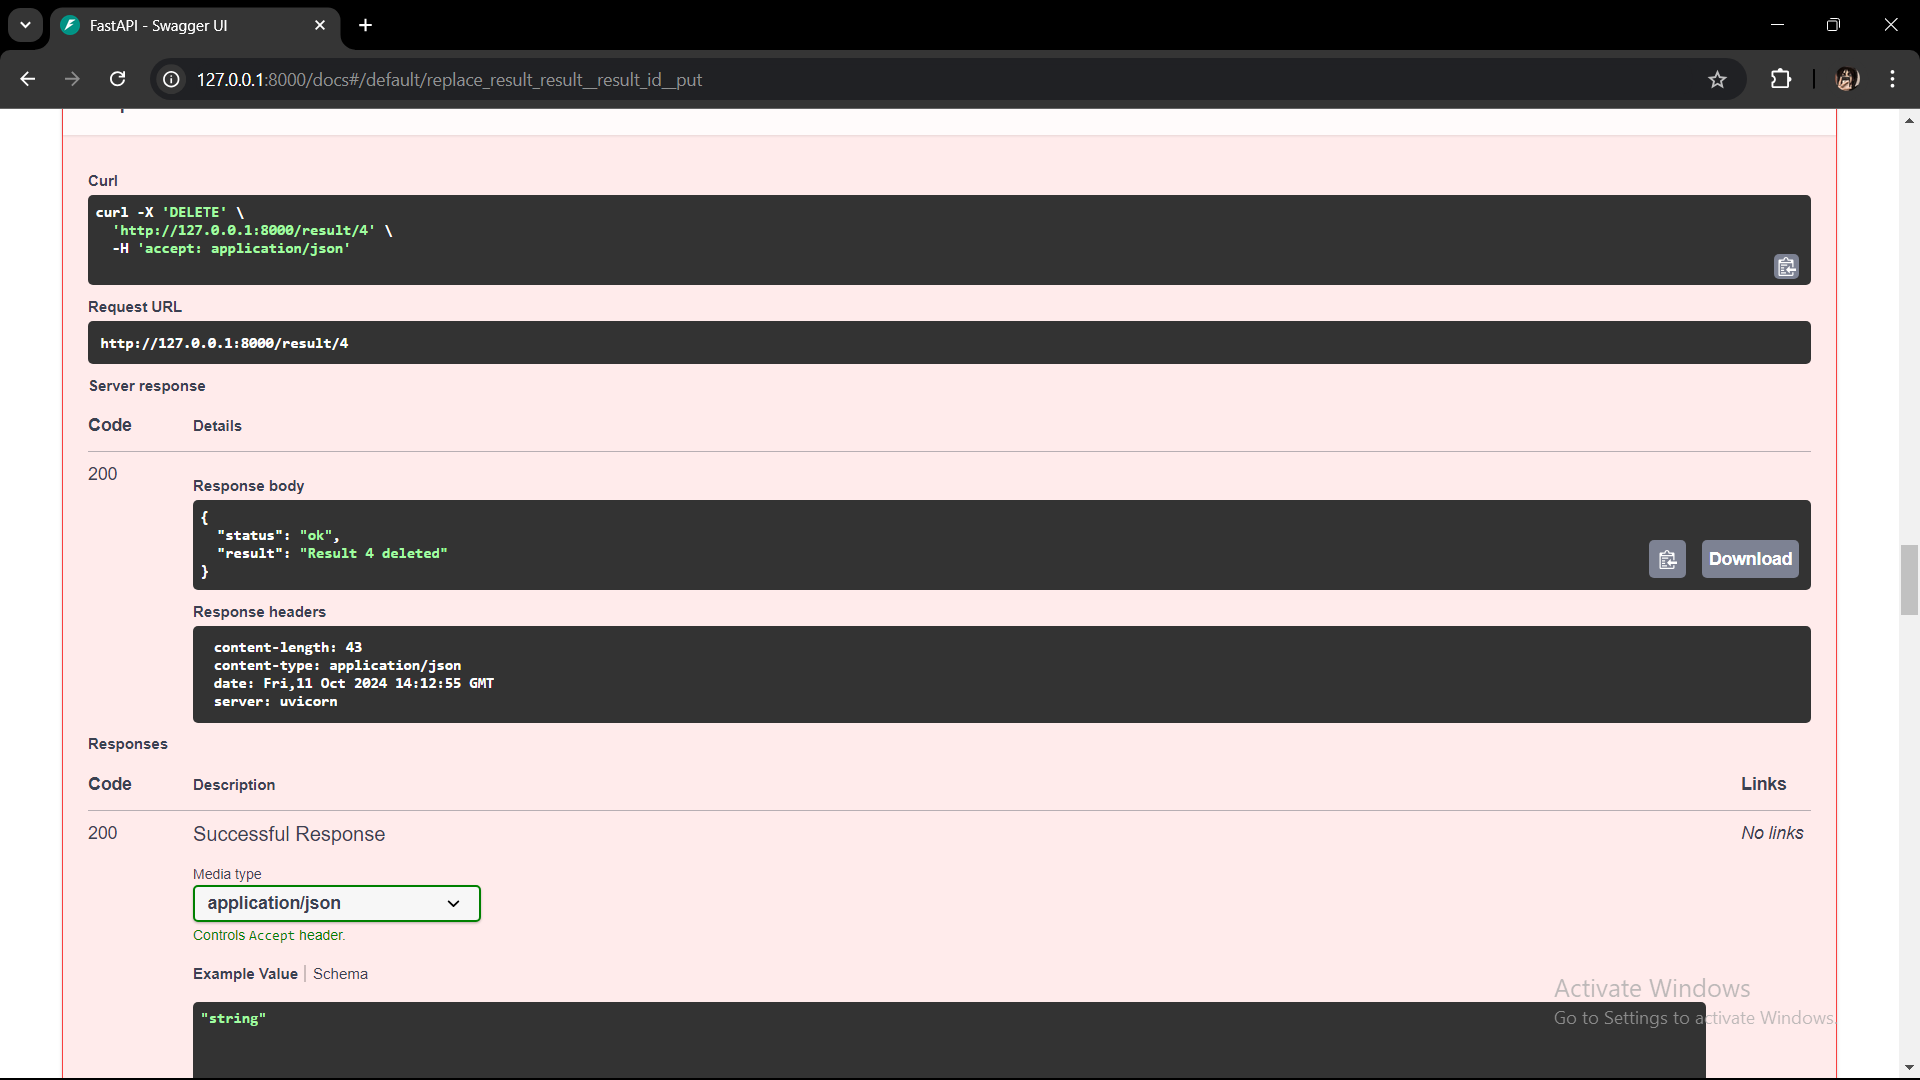 FastAPI - Swagger UI
127.0.0.1:8000/docs#/default/replace_result_result__result_id__put
Curl
curl -X 'DELETE' \
'http://127.0.0.1:8000/result/4' \
-H 'accept: application/json'
Request URL
http://127.0.0.1:8000/result/4
Server response
Code Details
200
Response body
{
"status": "ok",
"result": "Result 4 deleted"
}
Download
Response headers
content-length: 43
content-type: application/json
date: Fri,11 Oct 2024 14:12:55 GMT
server: uvicorn
Responses
Code Description Links
200 Successful Response No links
Media type
application/json
Controls Accept header.
Example Value Schema
"string"
Activate Windows
Go to Settings to activate Windows.